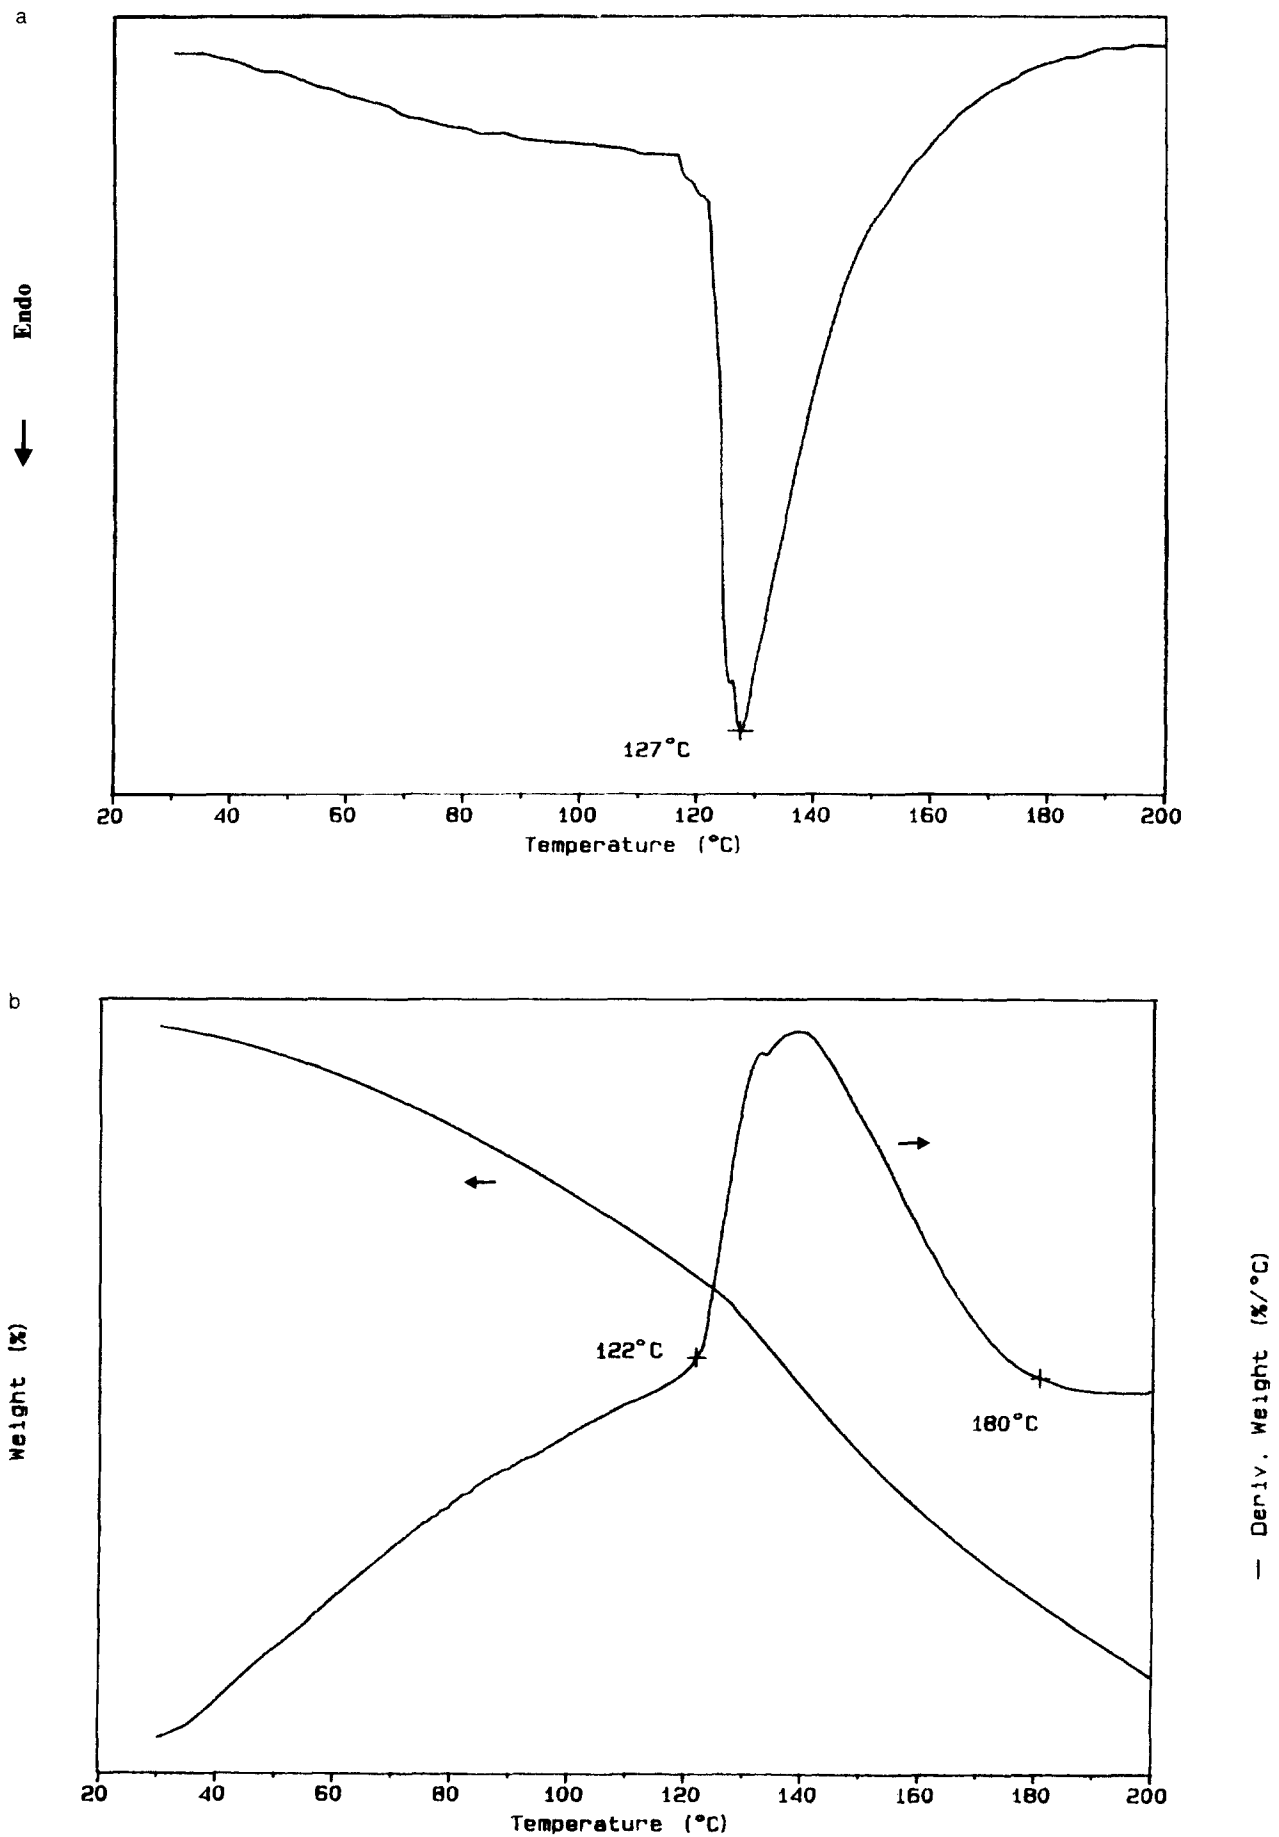 a
Endo
127°C
20 40 60 80 100 120 140 160 180 200
Temperature (°C)
b
Weight (%)
122°C
180°C
— Deriv. Weight (%/°C)
20 40 60 80 100 120 140 160 180 200
Temperature (°C)